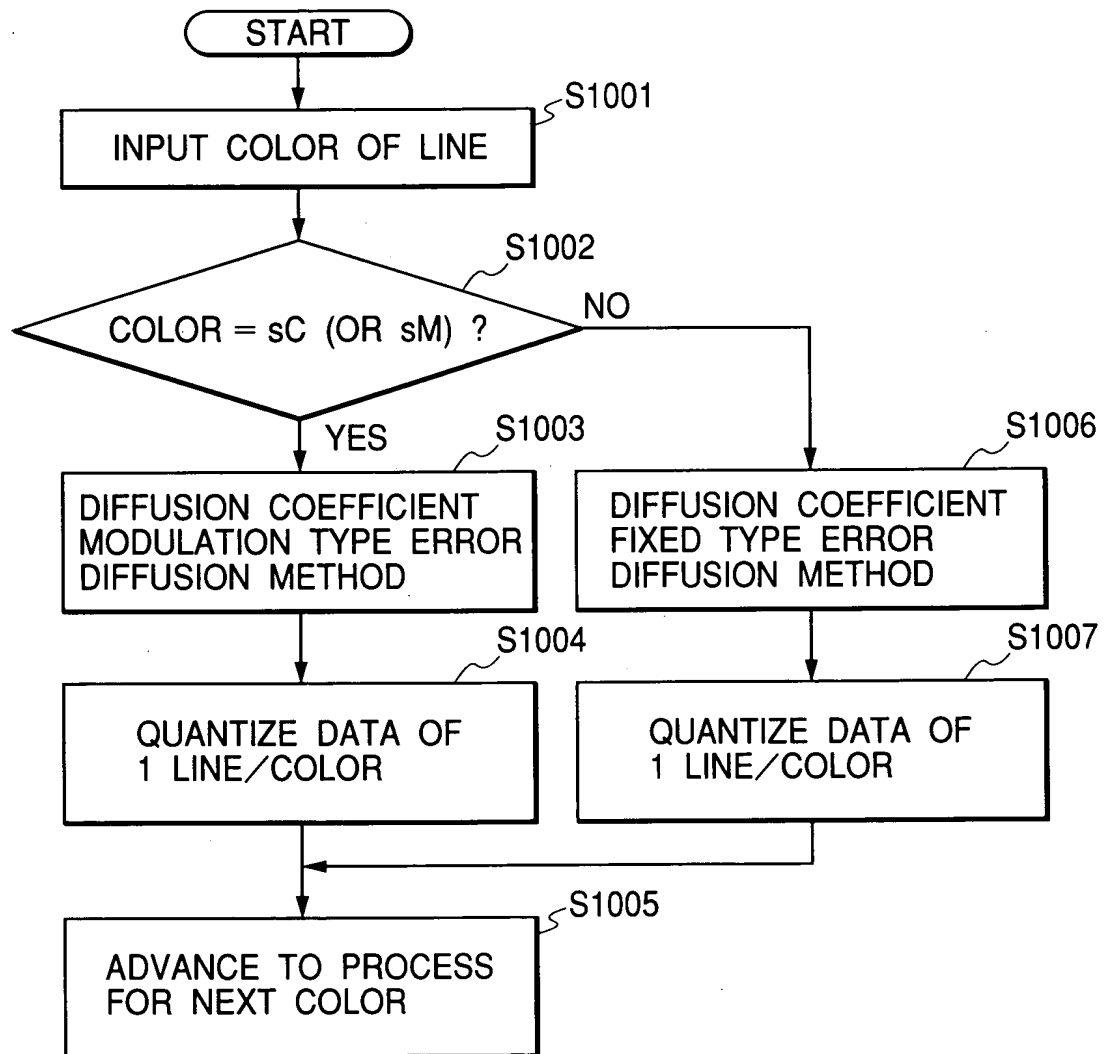 START
S1001
INPUT COLOR OF LINE
S1002
COLOR = sC (OR sM) ?
NO
YES
S1003
DIFFUSION COEFFICIENT
MODULATION TYPE ERROR
DIFFUSION METHOD
S1006
DIFFUSION COEFFICIENT
FIXED TYPE ERROR
DIFFUSION METHOD
S1004
QUANTIZE DATA OF
1 LINE/COLOR
S1007
QUANTIZE DATA OF
1 LINE/COLOR
S1005
ADVANCE TO PROCESS
FOR NEXT COLOR